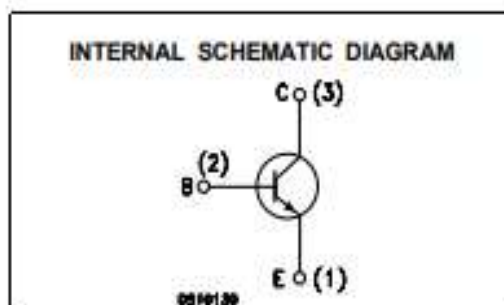 INTERNAL SCHEMATIC DIAGRAM
C (3)
(2)
B
E (1)